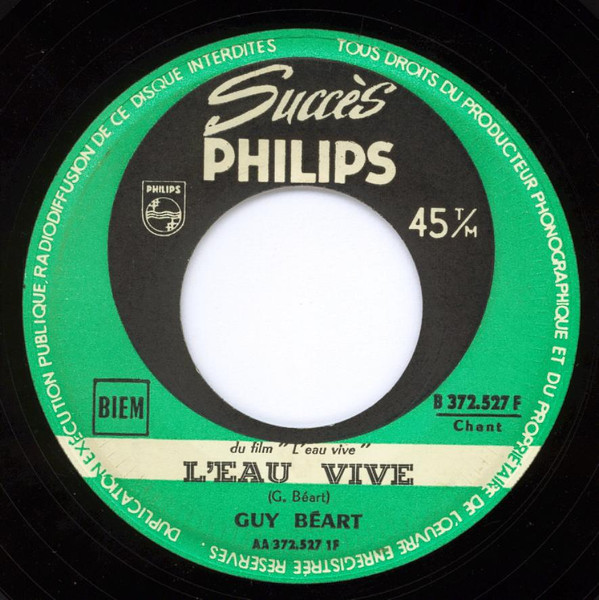 TOUS DROITS DU PRODUCTEUR PHONOGRAPHIQUE ET DU PROPRIÉTAIRE DE L'ŒUVRE ENREGISTRÉE RÉSERVÉS
DUPLICATION EXÉCUTION PUBLIQUE, RADIODIFFUSION DE CE DISQUE INTERDITES
Succès
PHILIPS
PHILIPS
45 T/M
BIEM
B 372.527 F
Chant
du film "L'eau vive"
L'EAU VIVE
(G. Béart)
GUY BÉART
AA 372.527 1F